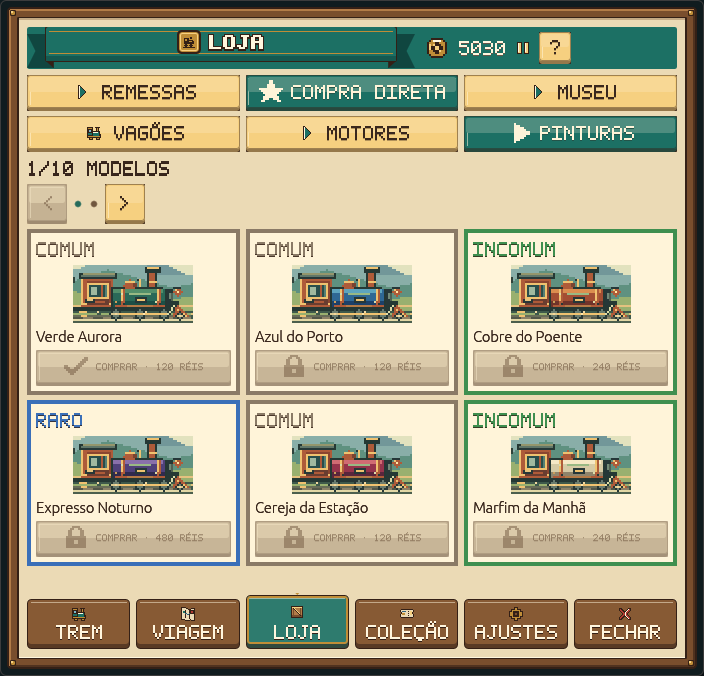 LOJA
5030
?
REMESSAS
COMPRA DIRETA
MUSEU
VAGÕES
MOTORES
PINTURAS
1/10 MODELOS
<
>
COMUM
Verde Aurora
COMPRAR · 120 RÉIS
COMUM
Azul do Porto
COMPRAR · 120 RÉIS
INCOMUM
Cobre do Poente
COMPRAR · 240 RÉIS
RARO
Expresso Noturno
COMPRAR · 480 RÉIS
COMUM
Cereja da Estação
COMPRAR · 120 RÉIS
INCOMUM
Marfim da Manhã
COMPRAR · 240 RÉIS
TREM
VIAGEM
LOJA
COLEÇÃO
AJUSTES
FECHAR